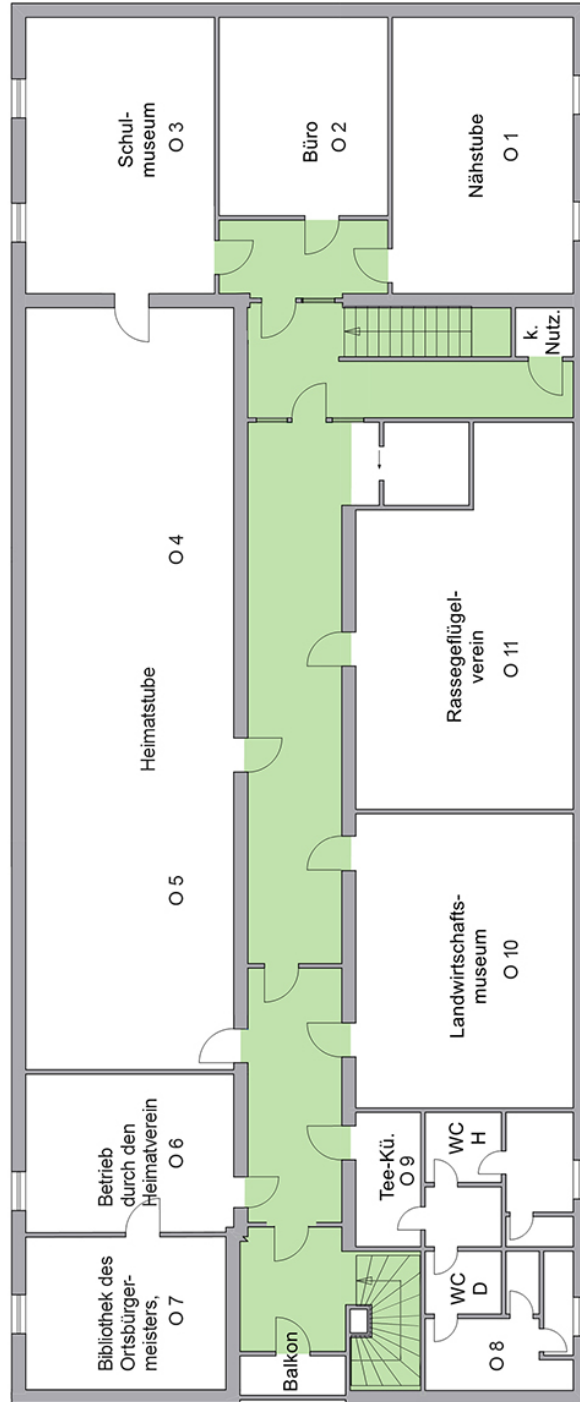 Schul-
museum
O 3
Büro
O 2
Nähstube
O 1
k.
Nutz.
O 4
Heimatstube
O 5
Rassegeflügel-
verein
O 11
Landwirtschafts-
museum
O 10
Betrieb
durch den
Heimatverein
O 6
Tee-Kü.
O 9
WC
H
Bibliothek des
Ortsbürger-
meisters,
O 7
Balkon
WC
D
O 8